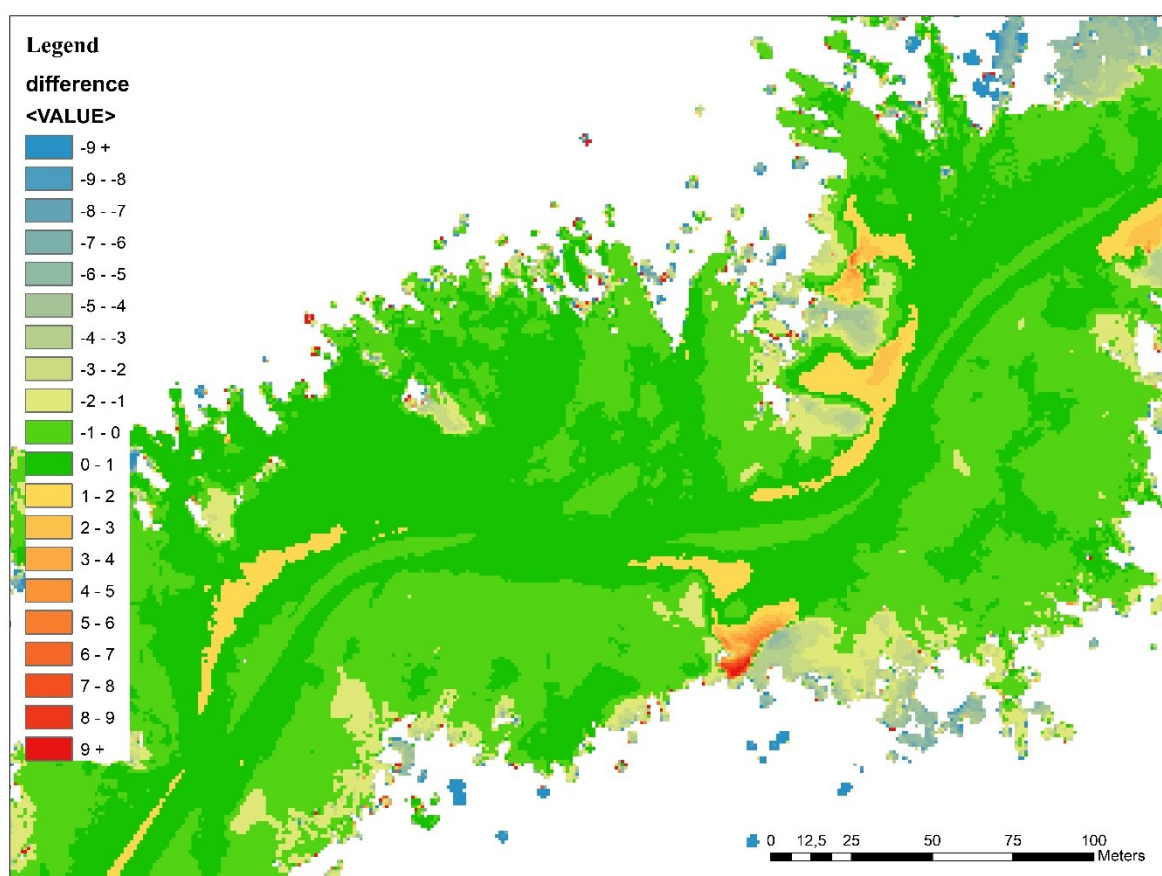 Legend
difference
<VALUE>
-9 +
-9 - -8
-8 - -7
-7 - -6
-6 - -5
-5 - -4
-4 - -3
-3 - -2
-2 - -1
-1 - 0
0 - 1
1 - 2
2 - 3
3 - 4
4 - 5
5 - 6
6 - 7
7 - 8
8 - 9
9 +
0 12,5 25 50 75 100
Meters